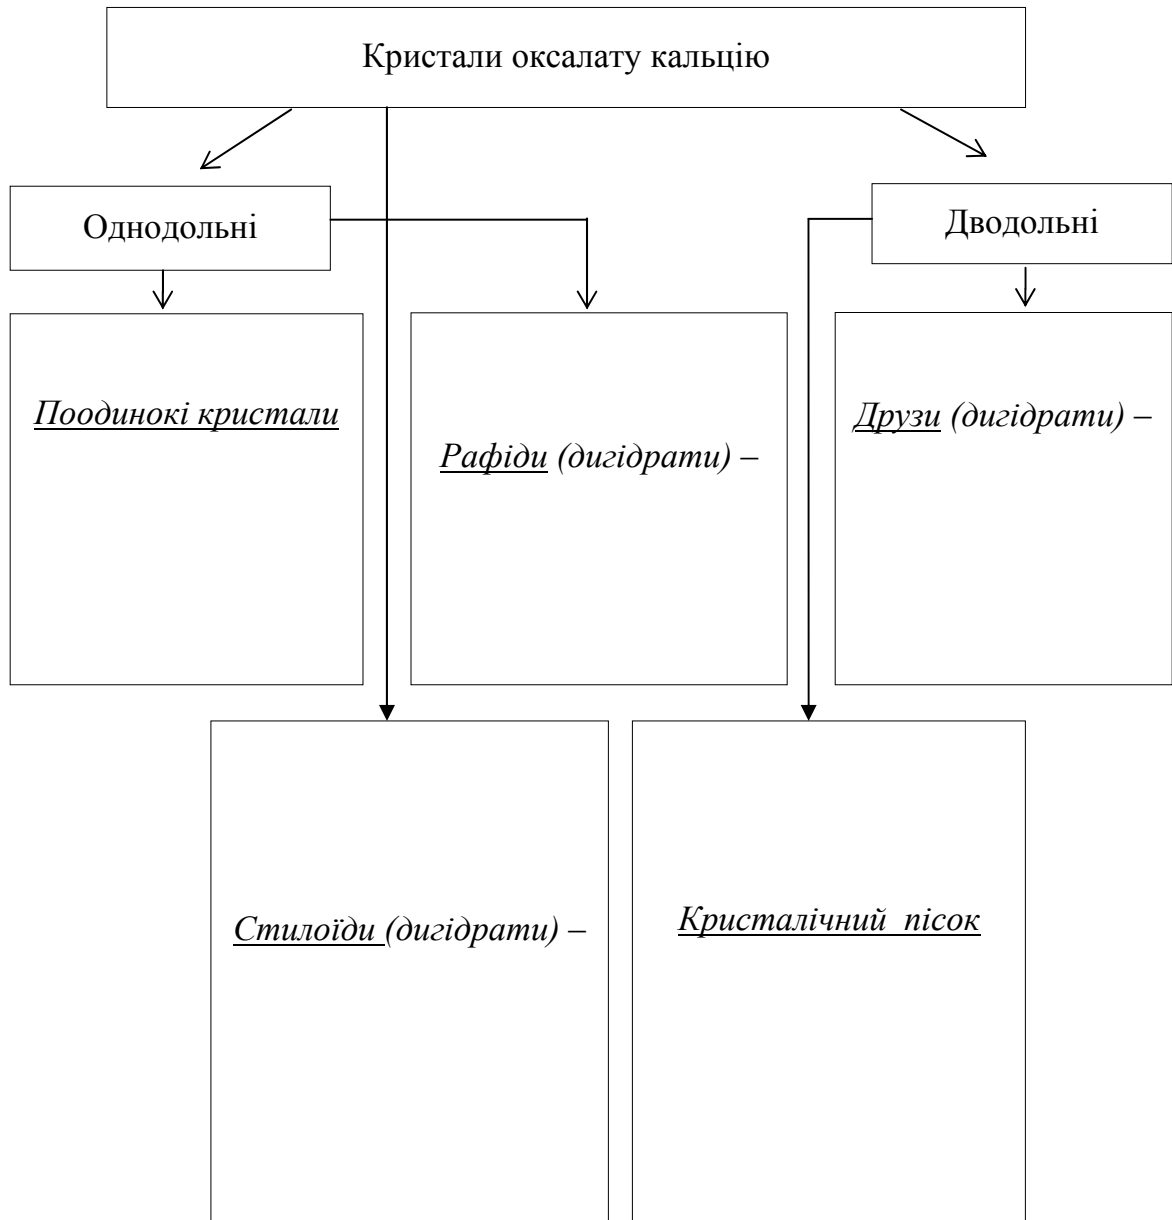 Кристали оксалату кальцію
Однодольні
Дводольні
Поодинокі кристали
Рафіди (дигідрати) –
Друзи (дигідрати) –
Стилоїди (дигідрати) –
Кристалічний пісок